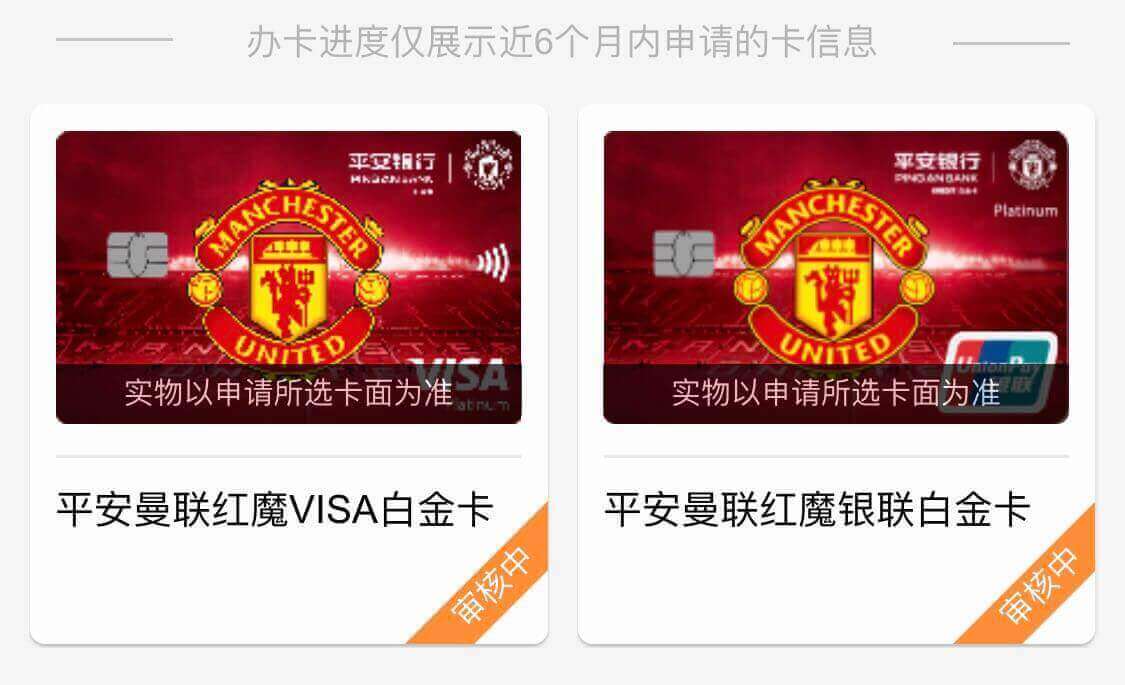 办卡进度仅展示近6个月内申请的卡信息
平安银行
PINGAN BANK
MANCHESTER
UNITED
VISA
Platinum
实物以申请所选卡面为准
平安曼联红魔VISA白金卡
审核中
平安银行
PINGAN BANK
Platinum
MANCHESTER
UNITED
UnionPay
银联
实物以申请所选卡面为准
平安曼联红魔银联白金卡
审核中